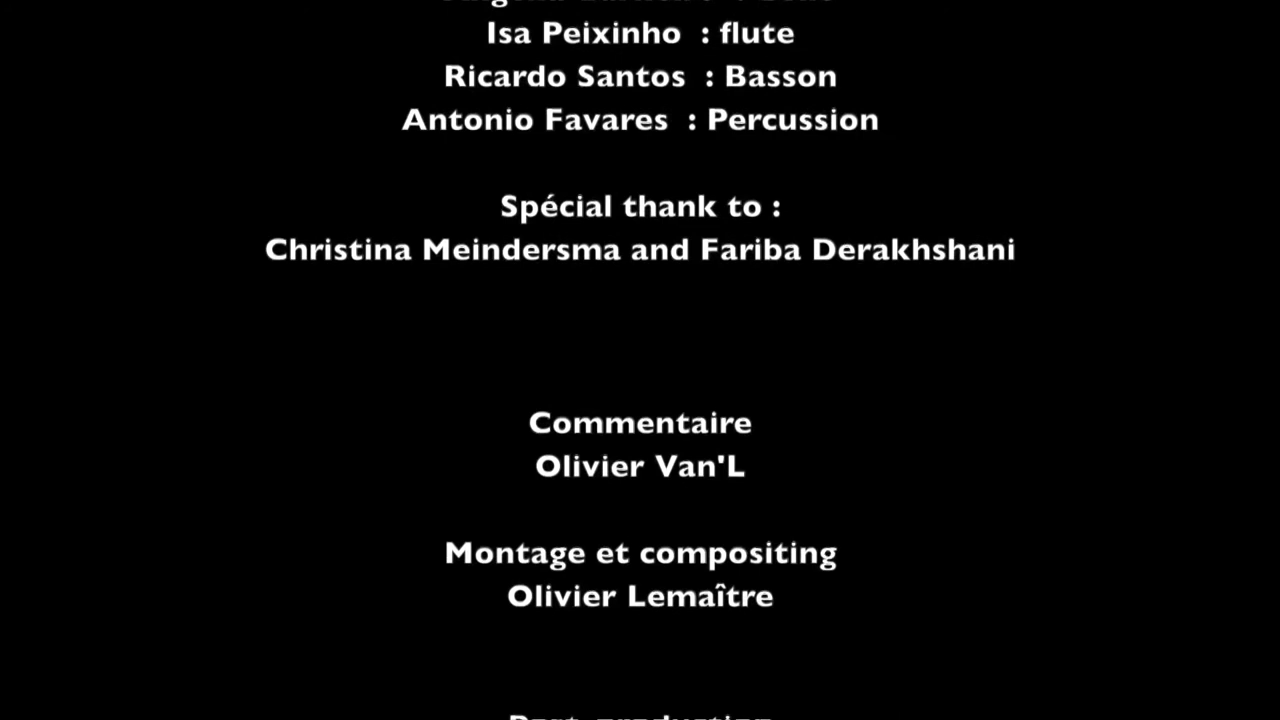 Isa Peixinho : flute
Ricardo Santos : Basson
Antonio Favares : Percussion
Spécial thank to :
Christina Meindersma and Fariba Derakhshani
Commentaire
Olivier Van'L
Montage et compositing
Olivier Lemaître